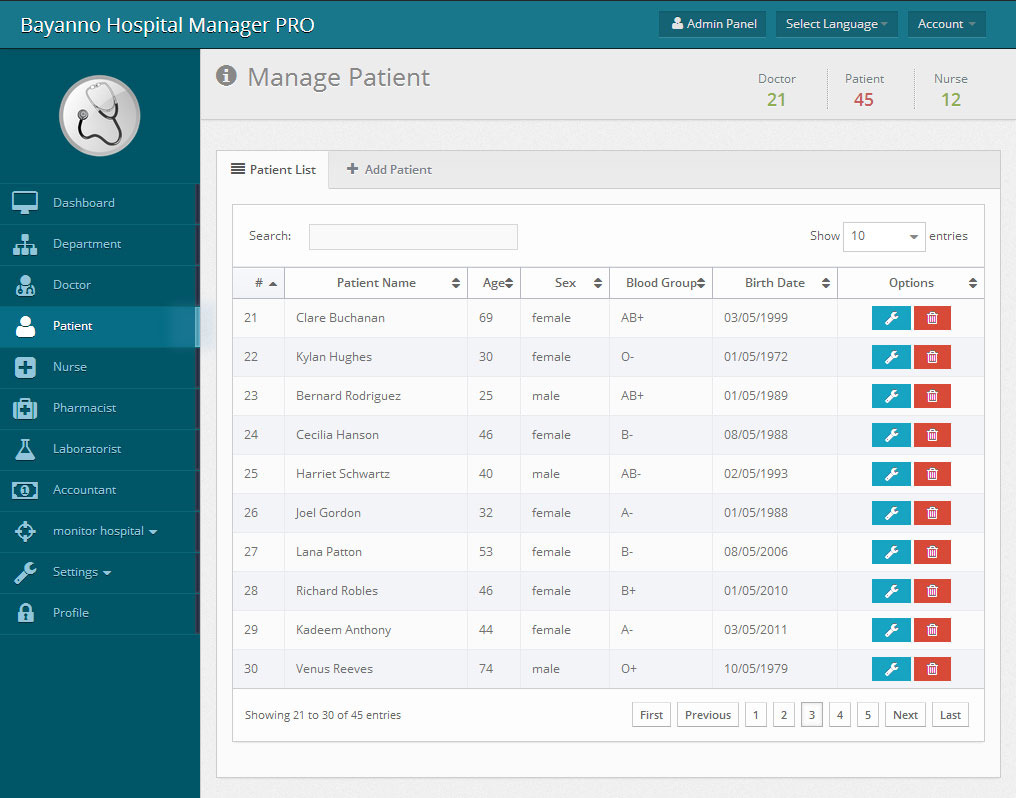 Bayanno Hospital Manager PRO
Admin Panel
Select Language
Account
Manage Patient
Doctor
21
Patient
45
Nurse
12
Dashboard
Department
Doctor
Patient
Nurse
Pharmacist
Laboratorist
Accountant
monitor hospital
Settings
Profile
Patient List
Add Patient
Search:
Show 10 entries
# Patient Name Age Sex Blood Group Birth Date Options
21 Clare Buchanan 69 female AB+ 03/05/1999
22 Kylan Hughes 30 female O- 01/05/1972
23 Bernard Rodriguez 25 male AB+ 01/05/1989
24 Cecilia Hanson 46 female B- 08/05/1988
25 Harriet Schwartz 40 male AB- 02/05/1993
26 Joel Gordon 32 female A- 01/05/1988
27 Lana Patton 53 female B- 08/05/2006
28 Richard Robles 46 female B+ 01/05/2010
29 Kadeem Anthony 44 female A- 03/05/2011
30 Venus Reeves 74 male O+ 10/05/1979
Showing 21 to 30 of 45 entries
First Previous 1 2 3 4 5 Next Last